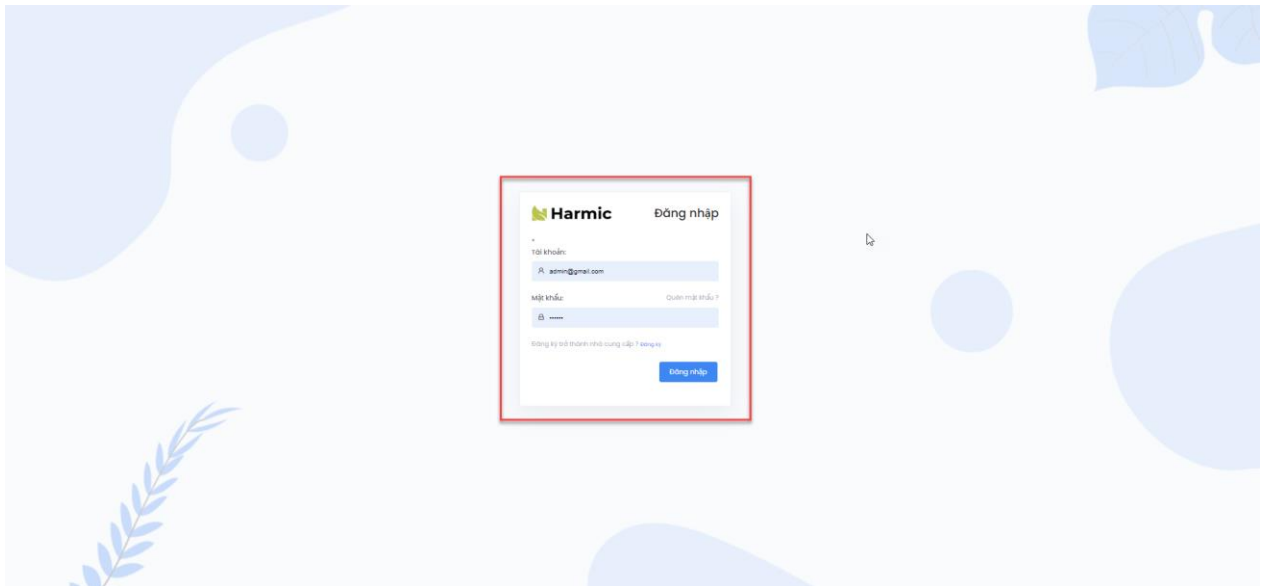 Harmic
Đăng nhập
Tài khoản:
admin@gmail.com
Mật khẩu:
Quên mật khẩu ?
Đăng ký trở thành nhà cung cấp ? Đăng ký
Đăng nhập